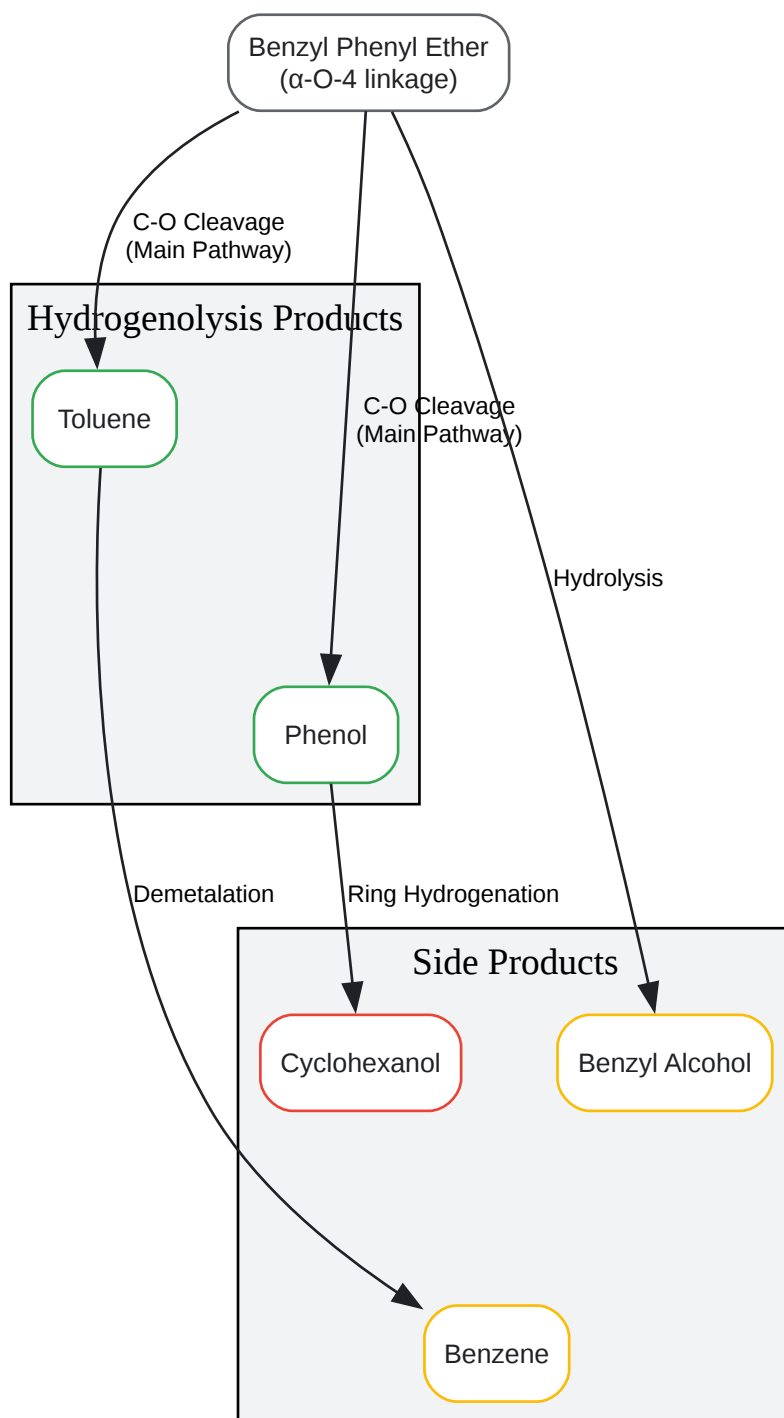 Benzyl Phenyl Ether
(α-O-4 linkage)
C-O Cleavage
(Main Pathway)
Hydrogenolysis Products
Toluene
C-O Cleavage
(Main Pathway)
Hydrolysis
Phenol
Demetalation
Ring Hydrogenation
Side Products
Cyclohexanol
Benzyl Alcohol
Benzene